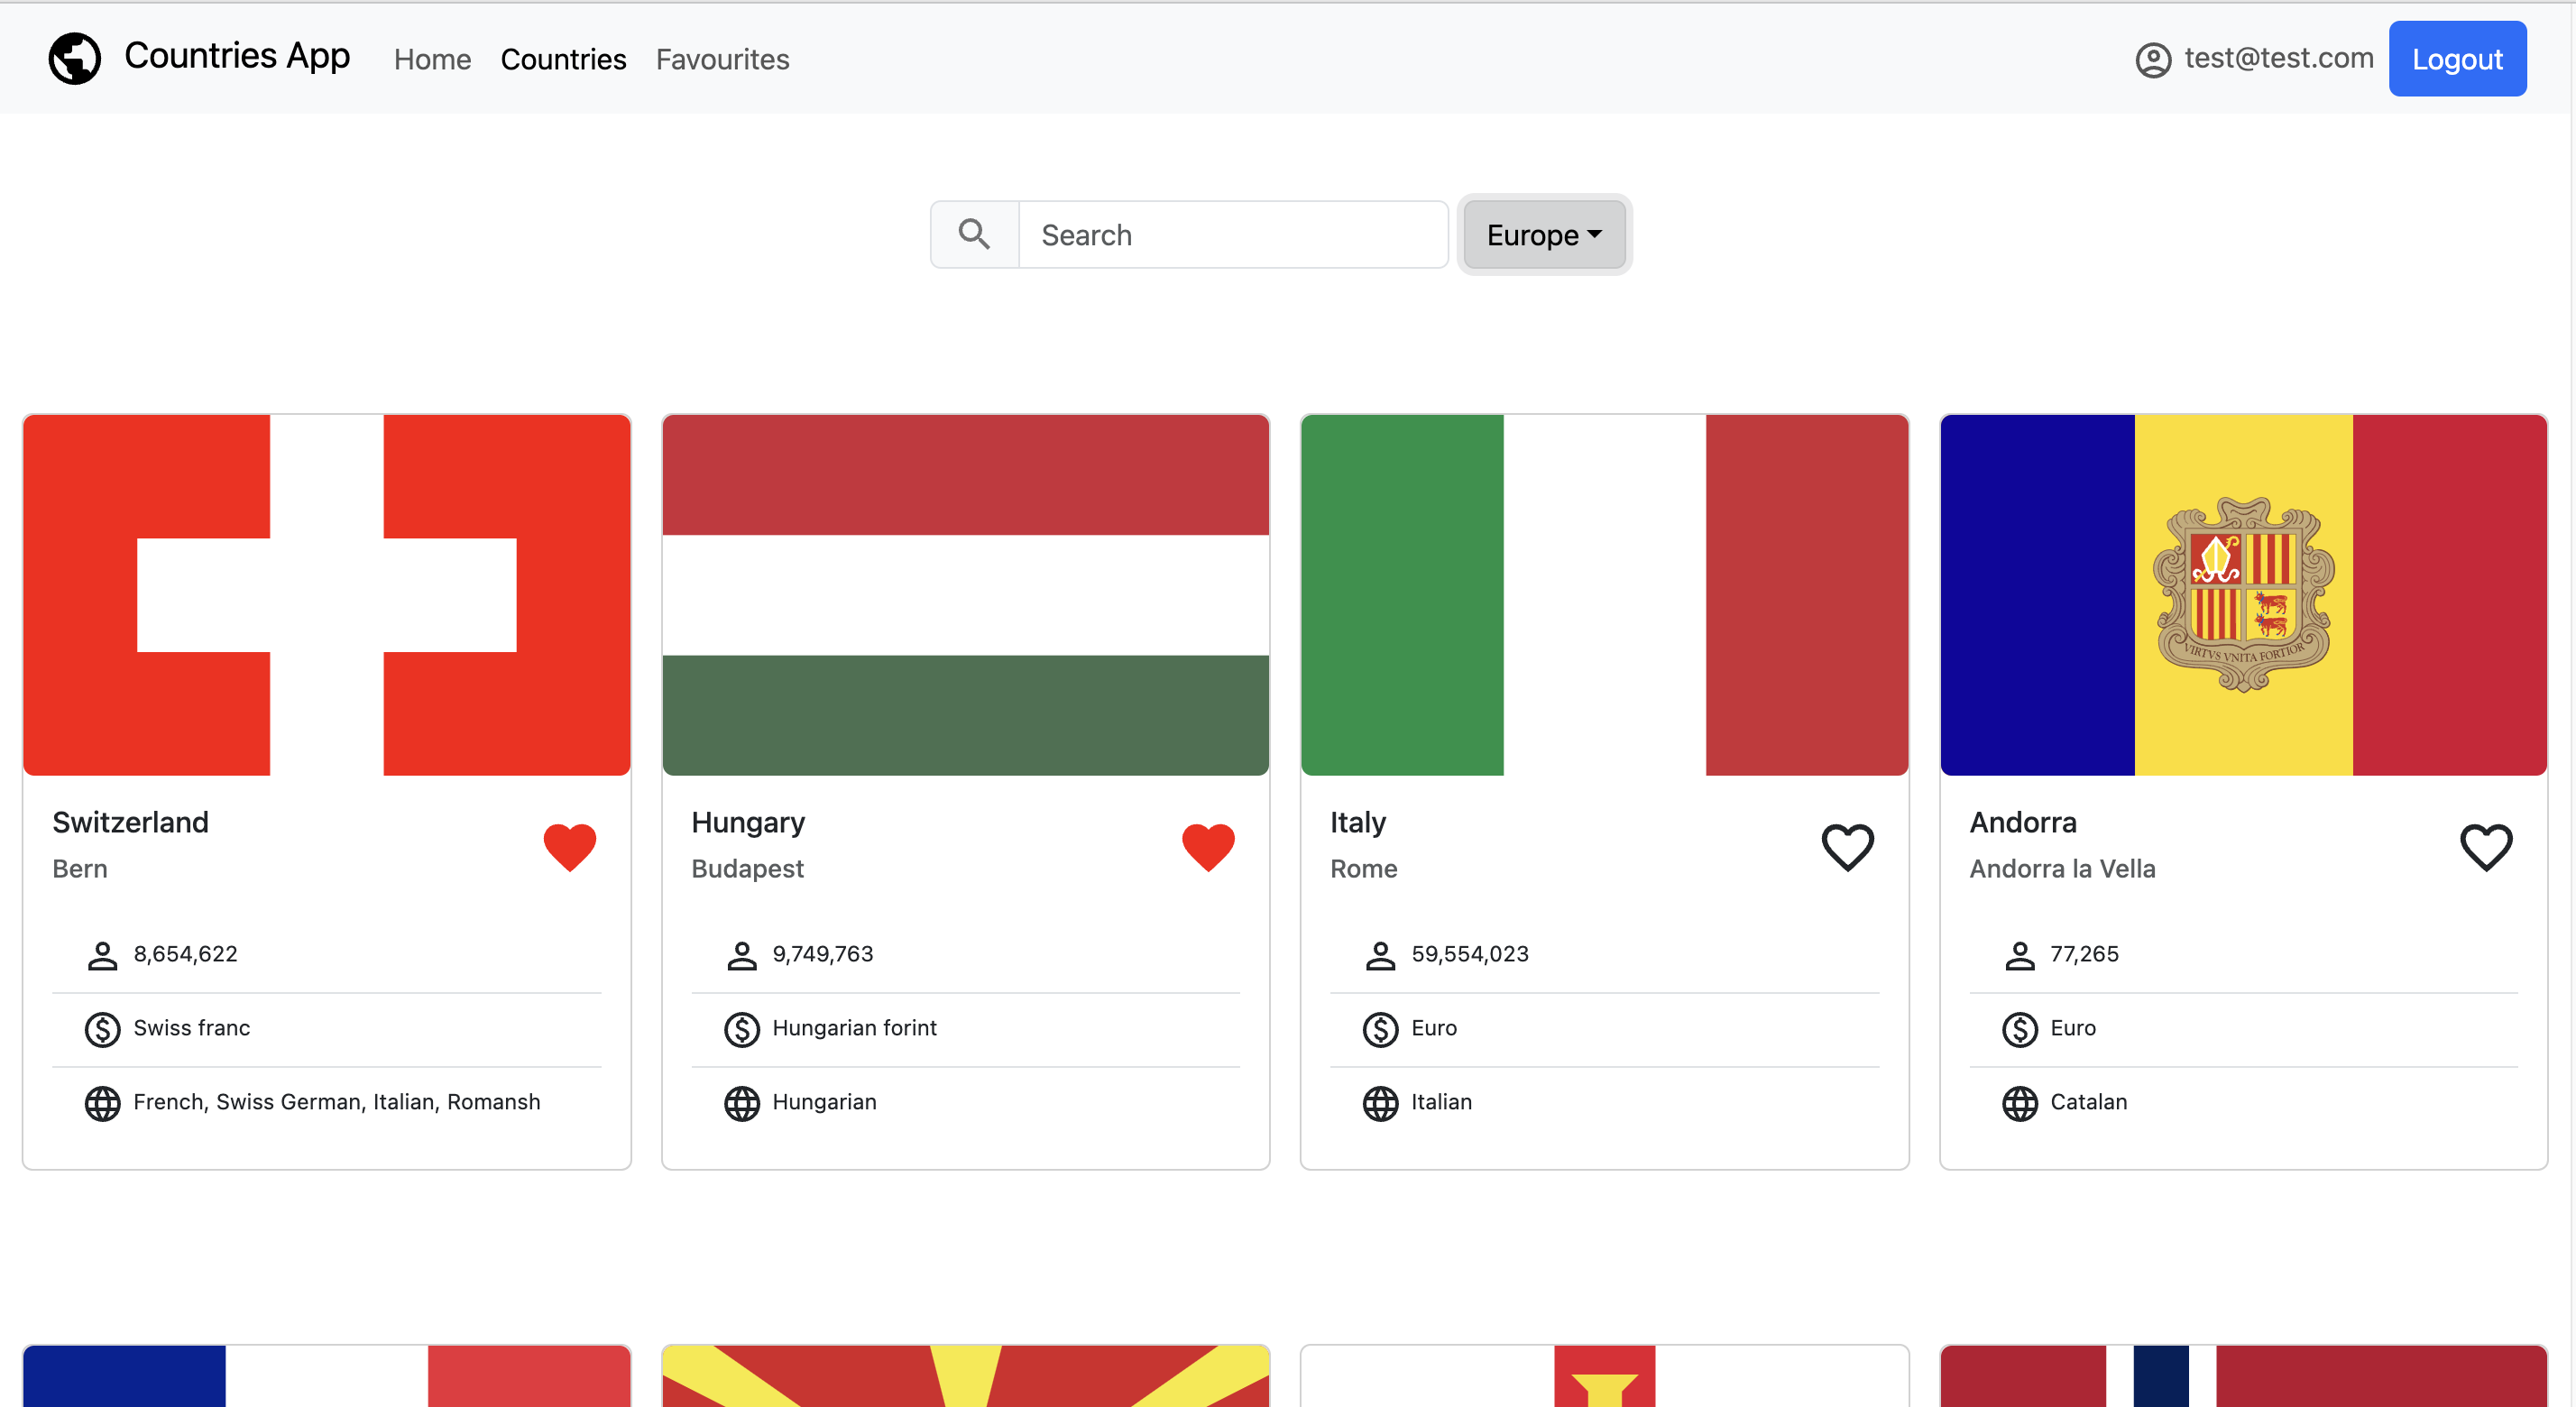 Countries App Home Countries Favourites test@test.com Logout
Search Europe
VIRTVS VNITA FORTIOR
Switzerland
Bern
8,654,622
Swiss franc
French, Swiss German, Italian, Romansh
Hungary
Budapest
9,749,763
Hungarian forint
Hungarian
Italy
Rome
59,554,023
Euro
Italian
Andorra
Andorra la Vella
77,265
Euro
Catalan